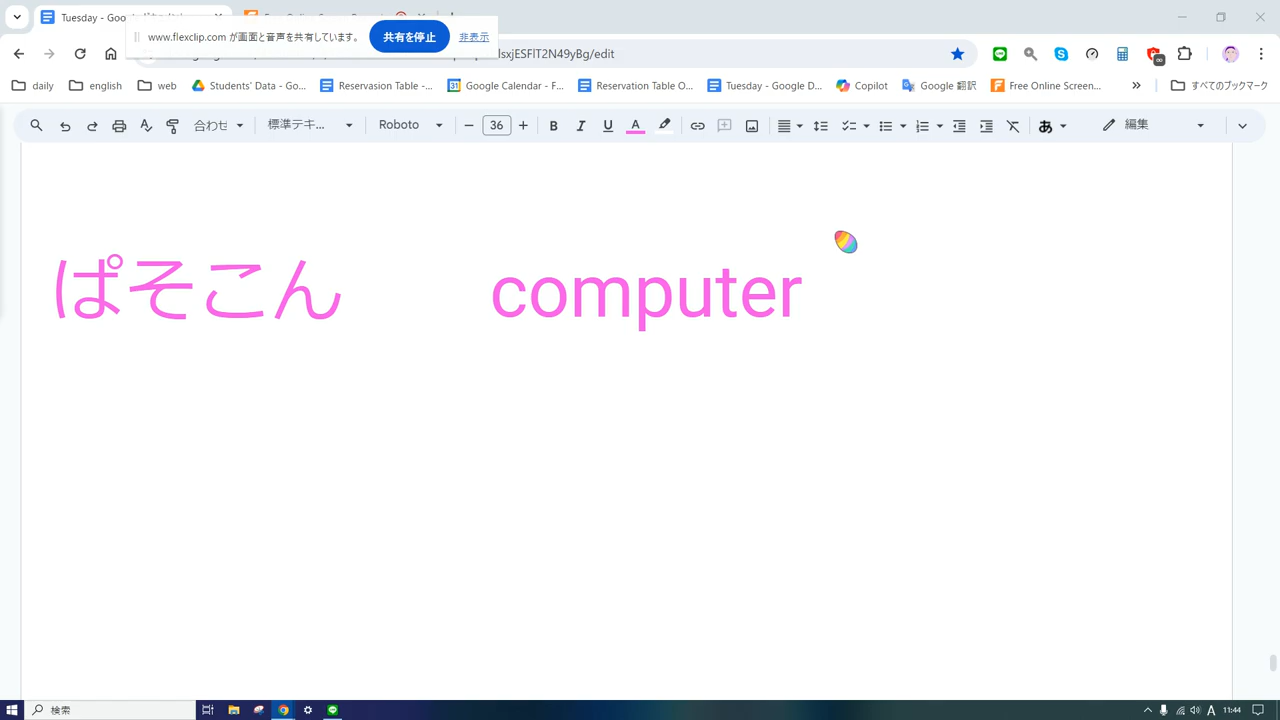 Tuesday - Goo
www.flexclip.com が画面と音声を共有しています。 共有を停止 非表示
lsxjESFlT2N49yBg/edit
daily english web Students' Data - Go... Reservasion Table -... Google Calendar - F... Reservation Table O... Tuesday - Google D... Copilot Google 翻訳 Free Online Screen... » すべてのブックマーク
合わせ 標準テキ... Roboto 36 B I U A あ 編集
ぱそこん computer
検索 A 11:44